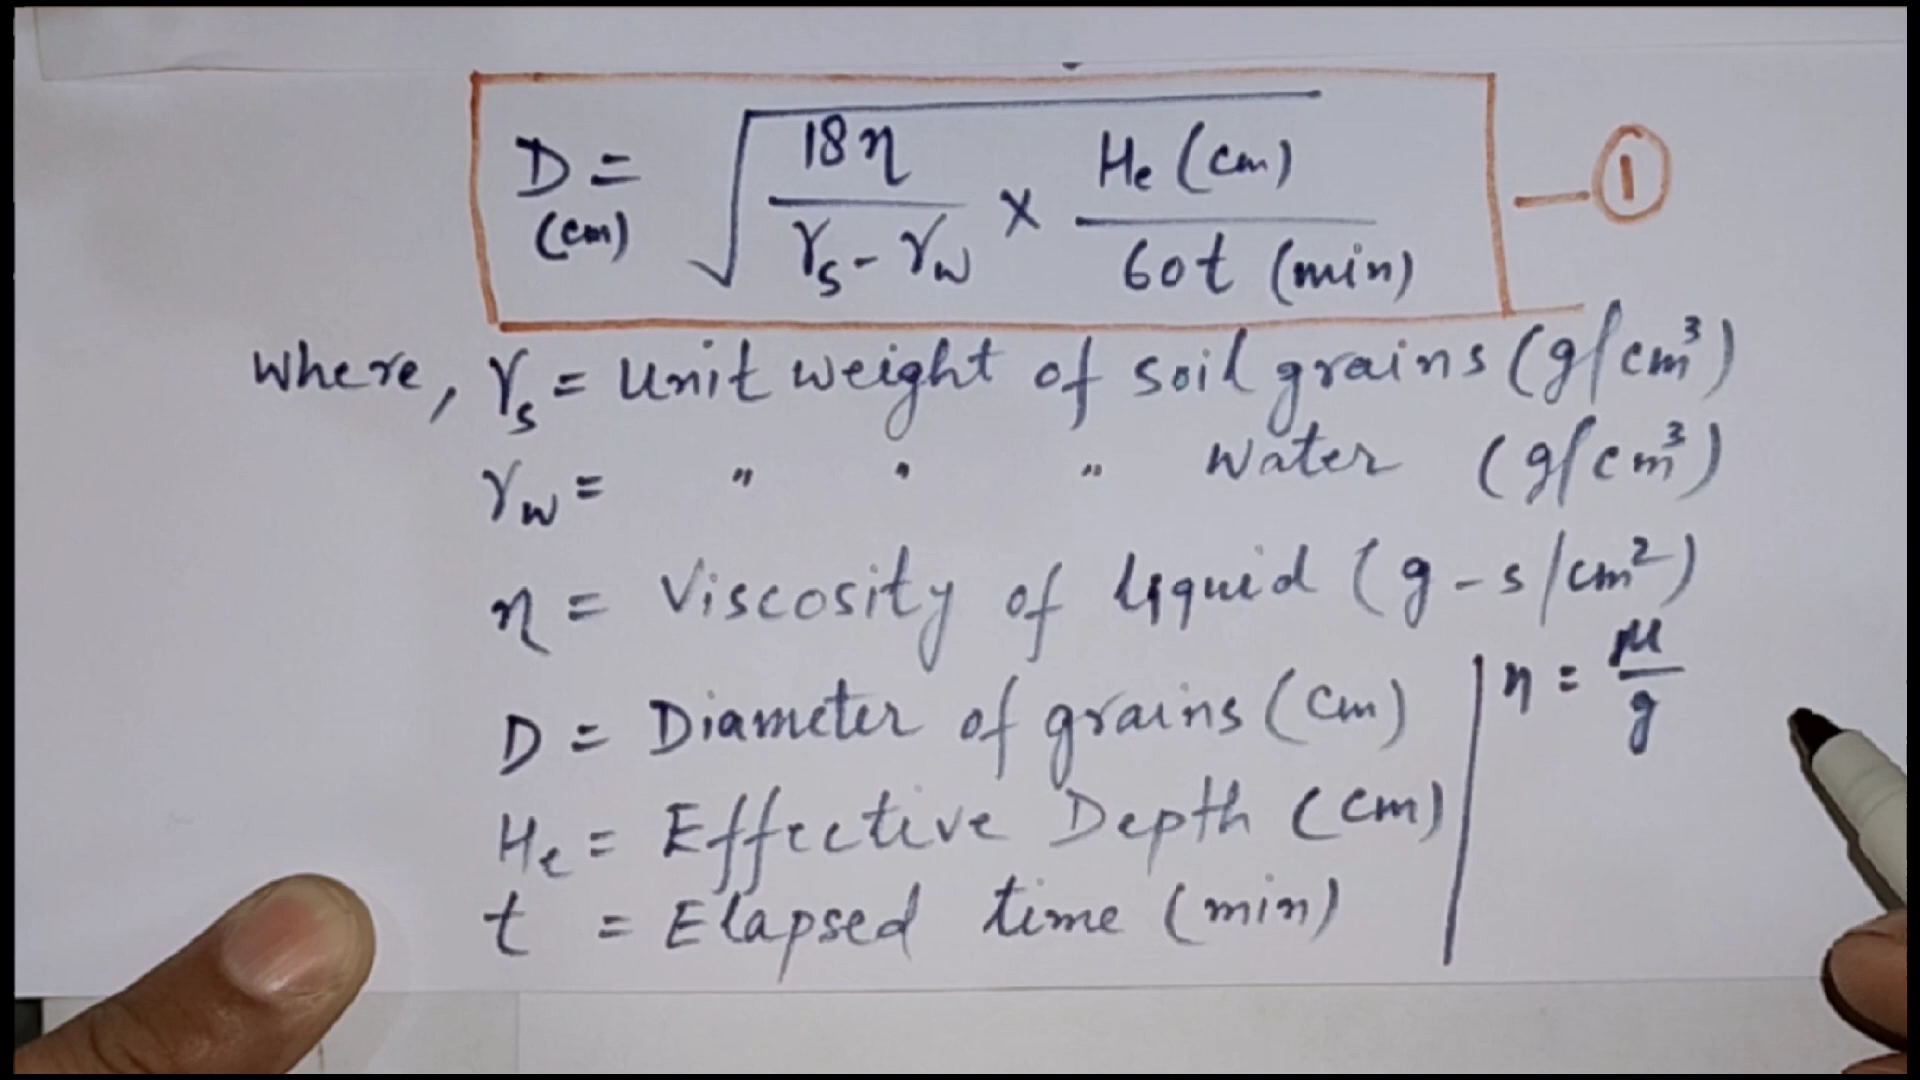 D = √(18η / (γs - γw) × He (cm) / 60t (min)) — ①
(cm)
Where, γs = Unit weight of soil grains (g/cm³)
γw = " " " Water (g/cm³)
η = Viscosity of liquid (g-s/cm²)
η = μ/g
D = Diameter of grains (cm)
He = Effective Depth (cm)
t = Elapsed time (min)